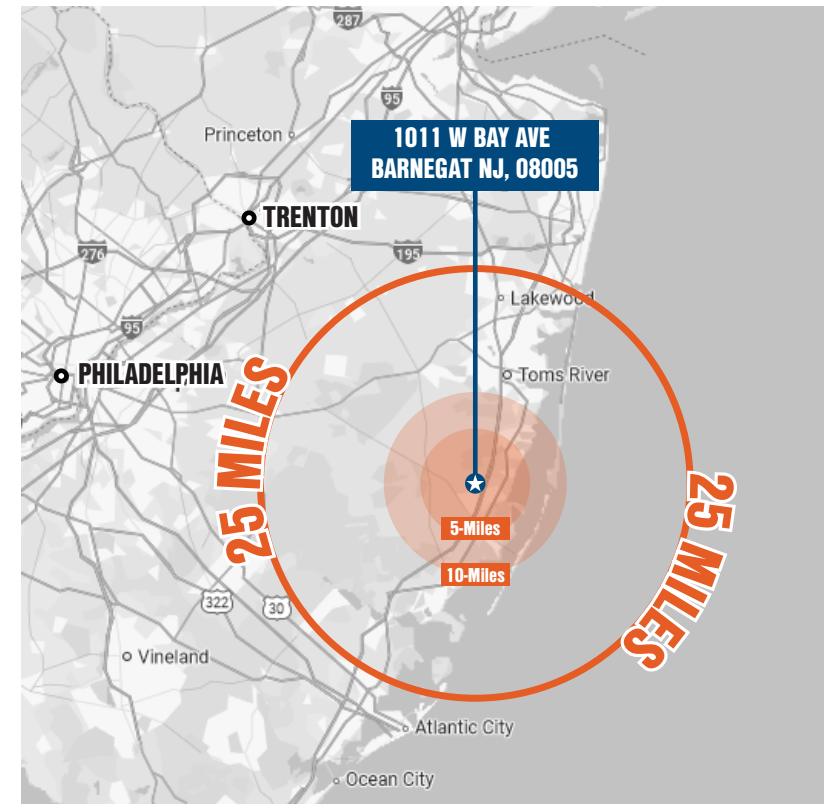 287
95
Princeton
1011 W BAY AVE
BARNEGAT NJ, 08005
TRENTON
276
195
Lakewood
95
PHILADELPHIA
Toms River
25 MILES
25 MILES
5-Miles
10-Miles
322
30
Vineland
Atlantic City
Ocean City
1